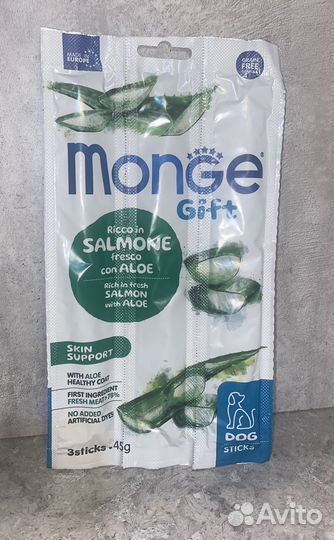 MADE IN
EUROPE
GRAPE
FREE
MONGE
Gift
Ricco in
SALMONE
fresco
con ALOE
Rich in fresh
SALMON
with ALOE
SKIN
SUPPORT
WITH ALOE
HEALTHY COAT
FIRST INGREDIENT
FRESH MEAT >78%
NO ADDED
ARTIFICIAL DYES
3sticks - 45g
DOG
STICKS
Avito